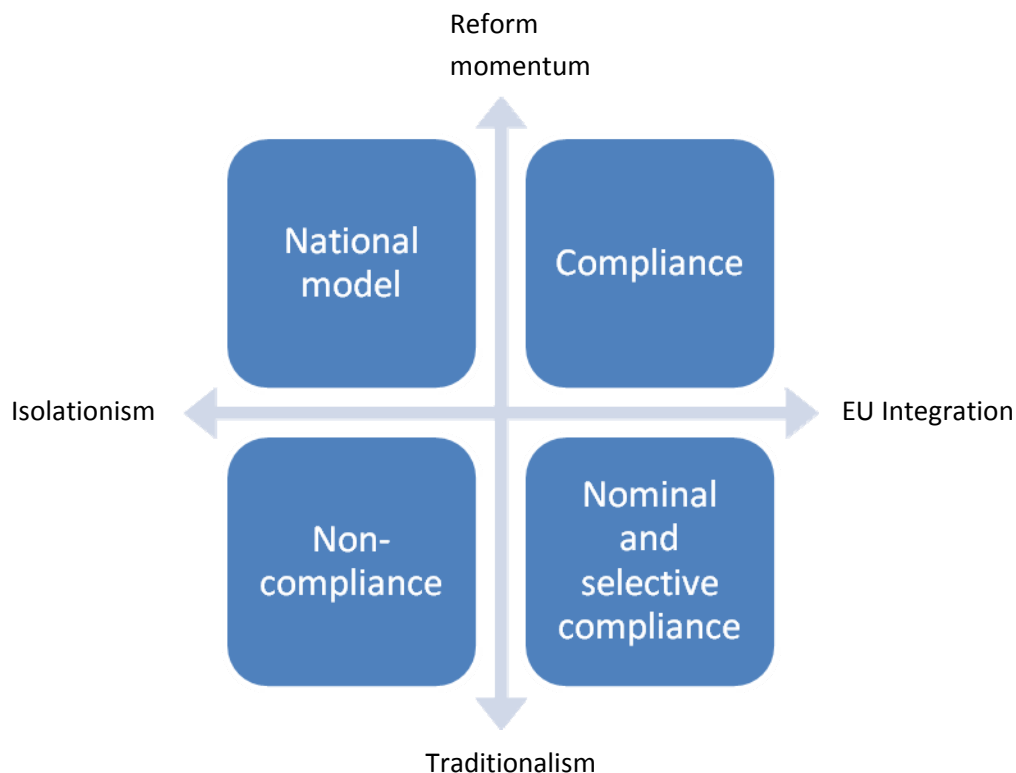 Reform
momentum
National
model
Compliance
Isolationism
EU Integration
Non-
compliance
Nominal
and
selective
compliance
Traditionalism